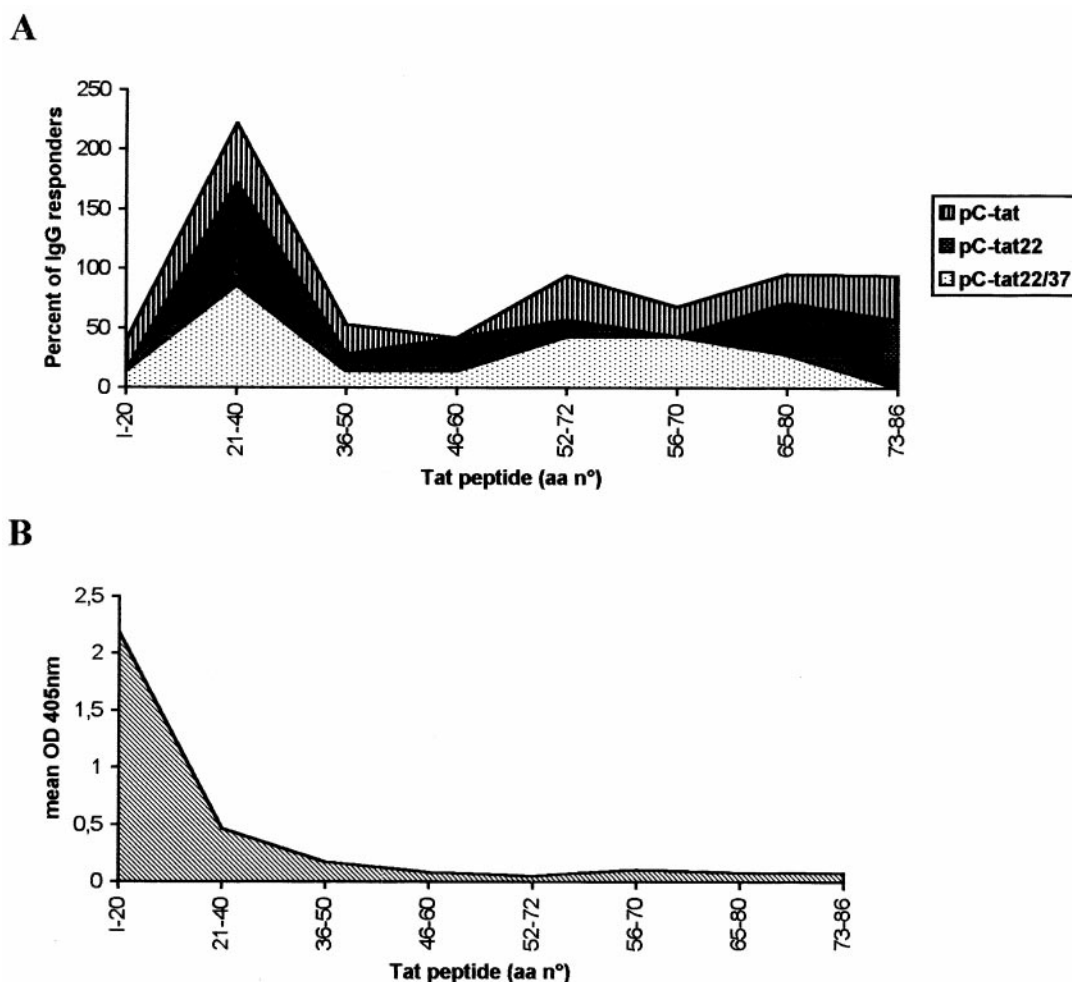 A
Percent of IgG responders
250
200
150
100
50
0
I-20
21-40
36-50
46-60
52-72
56-70
65-80
73-86
Tat peptide (aa n°)
pC-tat
pC-tat22
pC-tat22/37
B
mean OD 405nm
2,5
2
1,5
1
0,5
0
I-20
21-40
36-50
46-60
52-72
56-70
65-80
73-86
Tat peptide (aa n°)